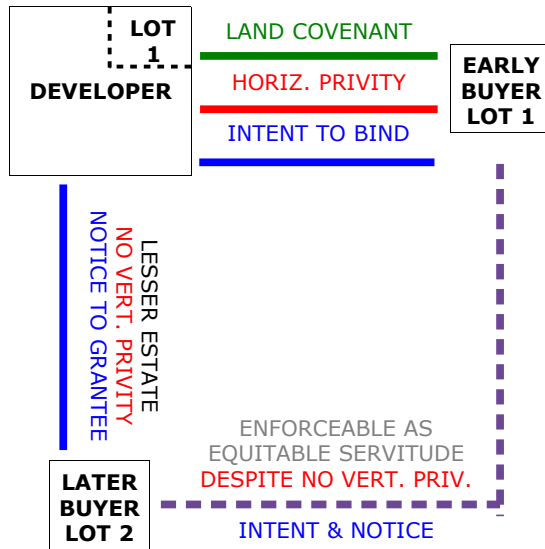 LOT
1
DEVELOPER
LAND COVENANT
HORIZ. PRIVITY
INTENT TO BIND
EARLY
BUYER
LOT 1
LESSER ESTATE
NO VERT. PRIVITY
NOTICE TO GRANTEE
ENFORCEABLE AS
EQUITABLE SERVITUDE
DESPITE NO VERT. PRIV.
LATER
BUYER
LOT 2
INTENT & NOTICE